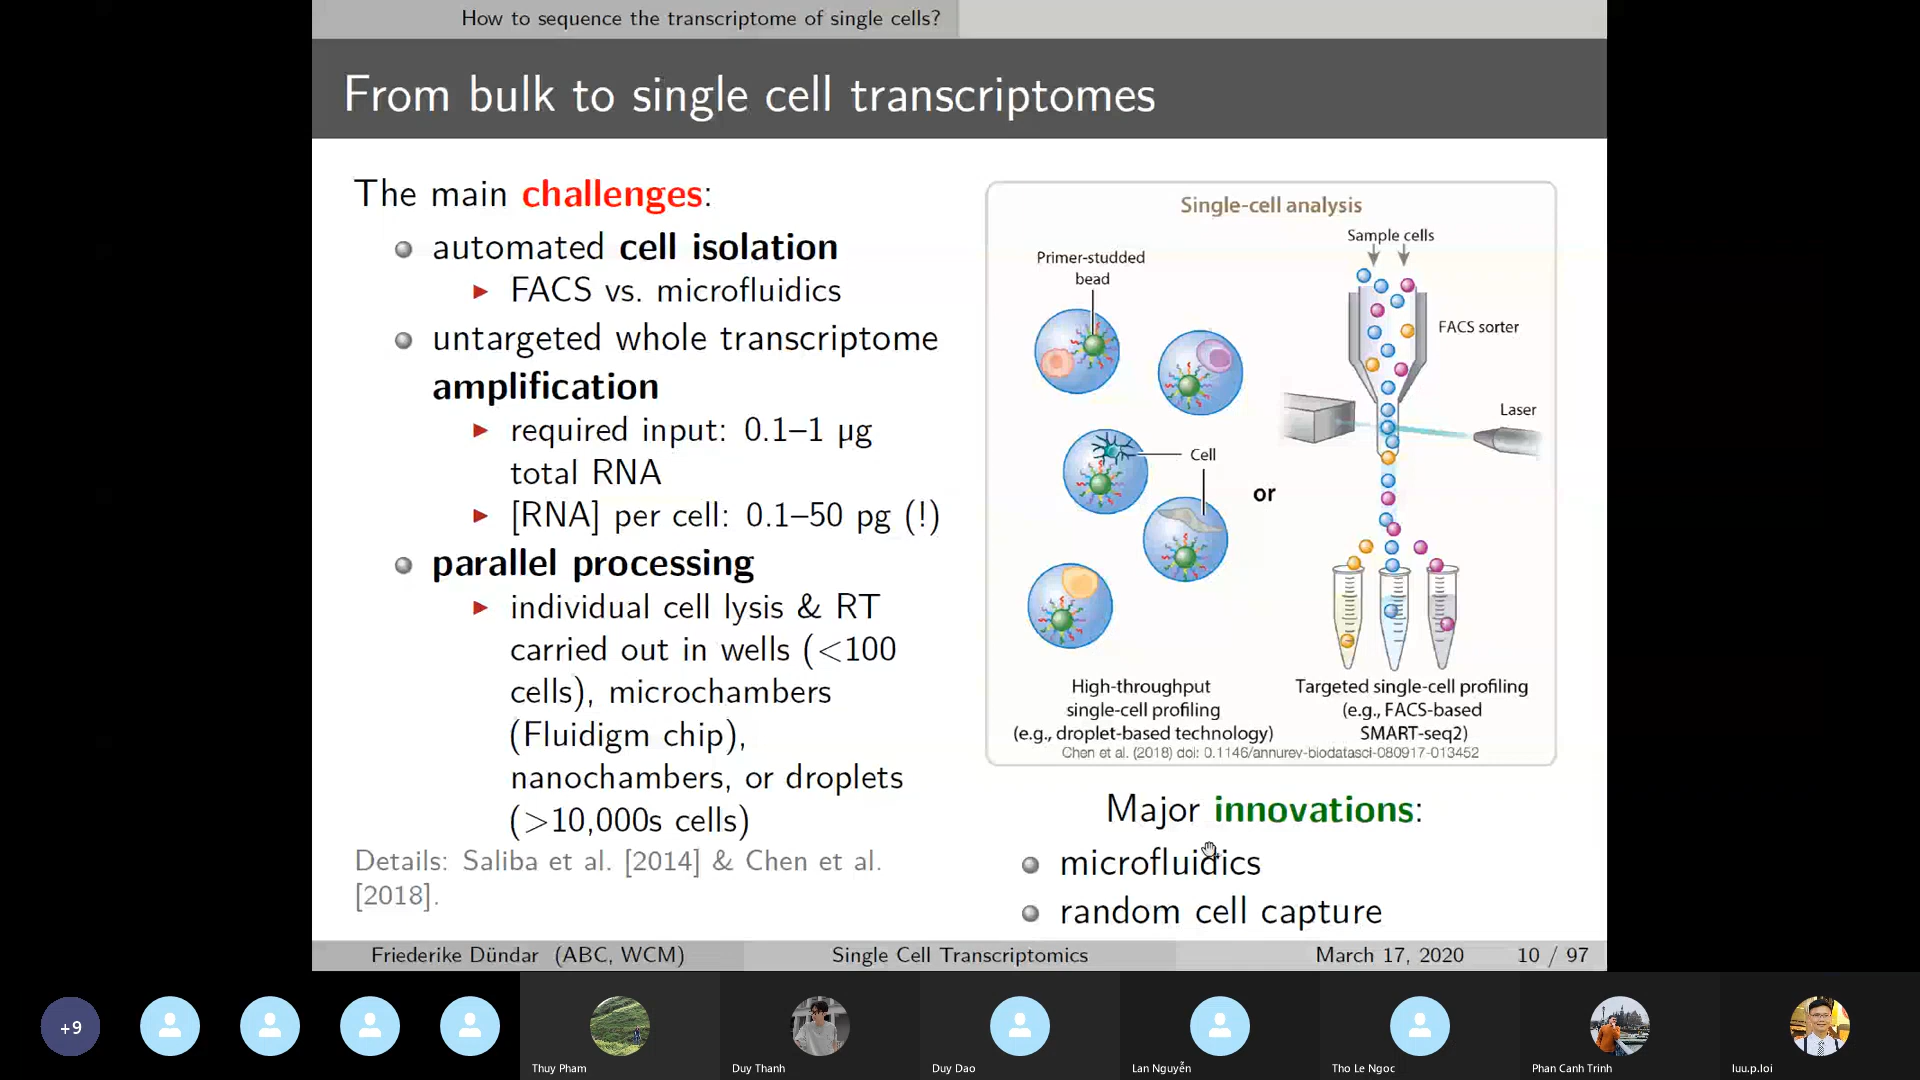 How to sequence the transcriptome of single cells?
From bulk to single cell transcriptomes
The main challenges:
automated cell isolation
FACS vs. microfluidics
untargeted whole transcriptome
amplification
required input: 0.1–1 µg
total RNA
[RNA] per cell: 0.1–50 pg (!)
parallel processing
individual cell lysis & RT
carried out in wells (<100
cells), microchambers
(Fluidigm chip),
nanochambers, or droplets
(>10,000s cells)
Details: Saliba et al. [2014] & Chen et al.
[2018].
Single-cell analysis
Primer-studded
bead
Cell
or
Sample cells
FACS sorter
Laser
High-throughput
single-cell profiling
(e.g., droplet-based technology)
Targeted single-cell profiling
(e.g., FACS-based
SMART-seq2)
Chen et al. (2018) doi: 0.1146/annurev-biodatasci-080917-013452
Major innovations:
microfluidics
random cell capture
Friederike Dündar (ABC, WCM)
Single Cell Transcriptomics
March 17, 2020
10 / 97
+9
Thuy Pham
Duy Thanh
Duy Dao
Lan Nguyễn
Tho Le Ngoc
Phan Canh Trinh
luu.p.loi